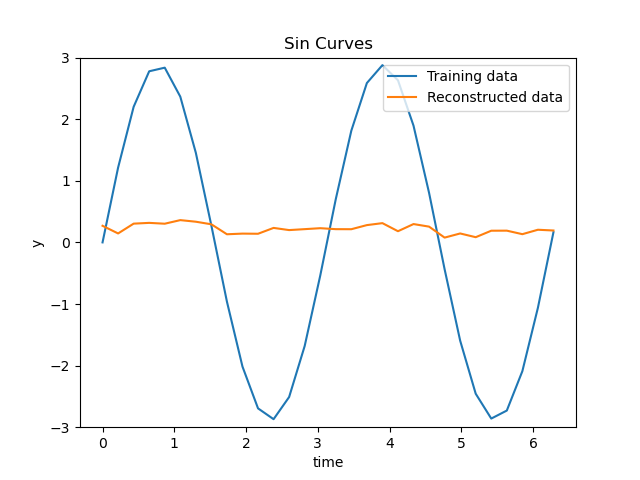 Sin Curves
Training data
Reconstructed data
3
2
1
0
−1
−2
−3
y
0 1 2 3 4 5 6
time